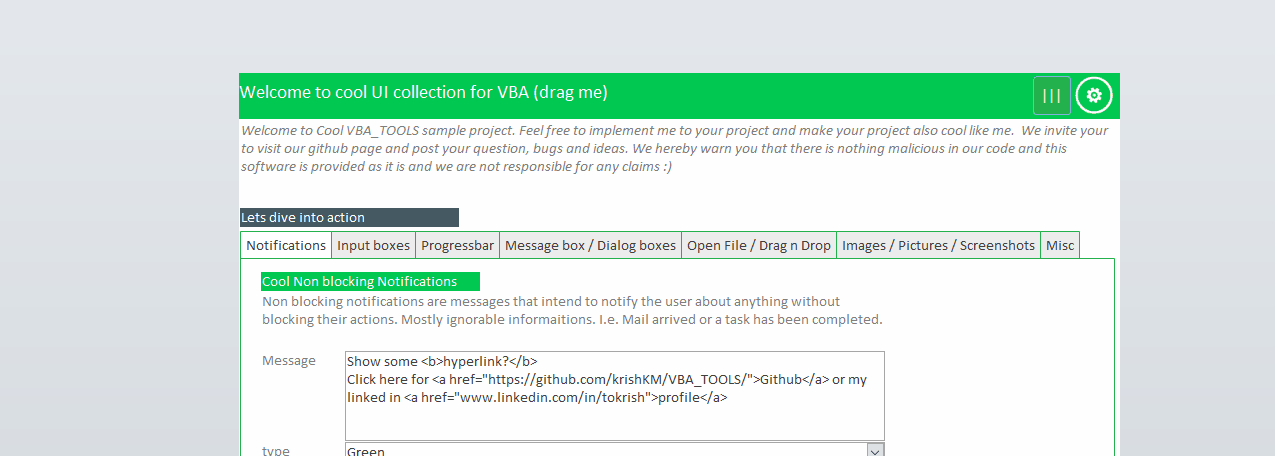 Welcome to cool UI collection for VBA (drag me)
Welcome to Cool VBA_TOOLS sample project. Feel free to implement me to your project and make your project also cool like me. We invite your
to visit our github page and post your question, bugs and ideas. We hereby warn you that there is nothing malicious in our code and this
software is provided as it is and we are not responsible for any claims :)
Lets dive into action
Notifications Input boxes Progressbar Message box / Dialog boxes Open File / Drag n Drop Images / Pictures / Screenshots Misc
Cool Non blocking Notifications
Non blocking notifications are messages that intend to notify the user about anything without
blocking their actions. Mostly ignorable informaitions. I.e. Mail arrived or a task has been completed.
Message Show some <b>hyperlink?</b>
Click here for <a href="https://github.com/krishKM/VBA_TOOLS/">Github</a> or my
linked in <a href="www.linkedin.com/in/tokrish">profile</a>
type Green